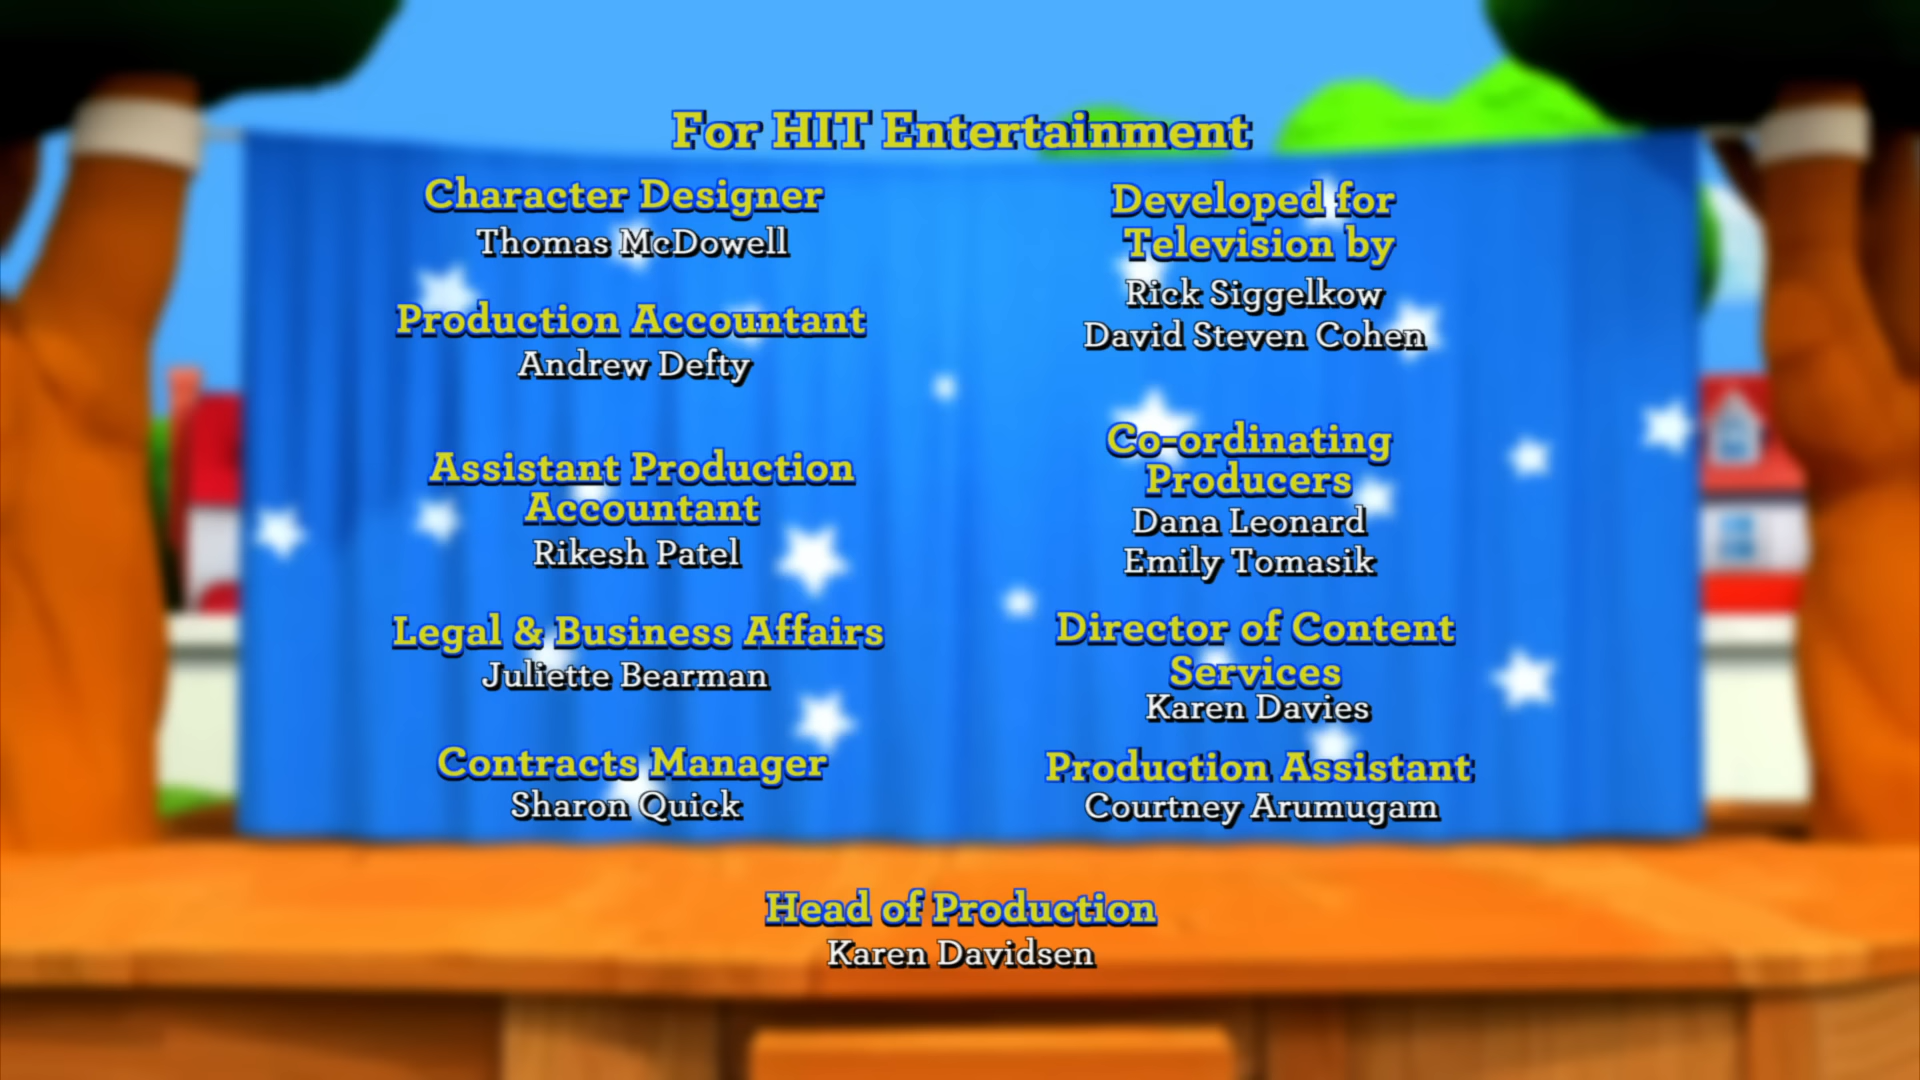 For HIT Entertainment
Character Designer
Thomas McDowell
Production Accountant
Andrew Defty
Assistant Production
Accountant
Rikesh Patel
Legal & Business Affairs
Juliette Bearman
Contracts Manager
Sharon Quick
Developed for
Television by
Rick Siggelkow
David Steven Cohen
Co-ordinating
Producers
Dana Leonard
Emily Tomasik
Director of Content
Services
Karen Davies
Production Assistant
Courtney Arumugam
Head of Production
Karen Davidsen